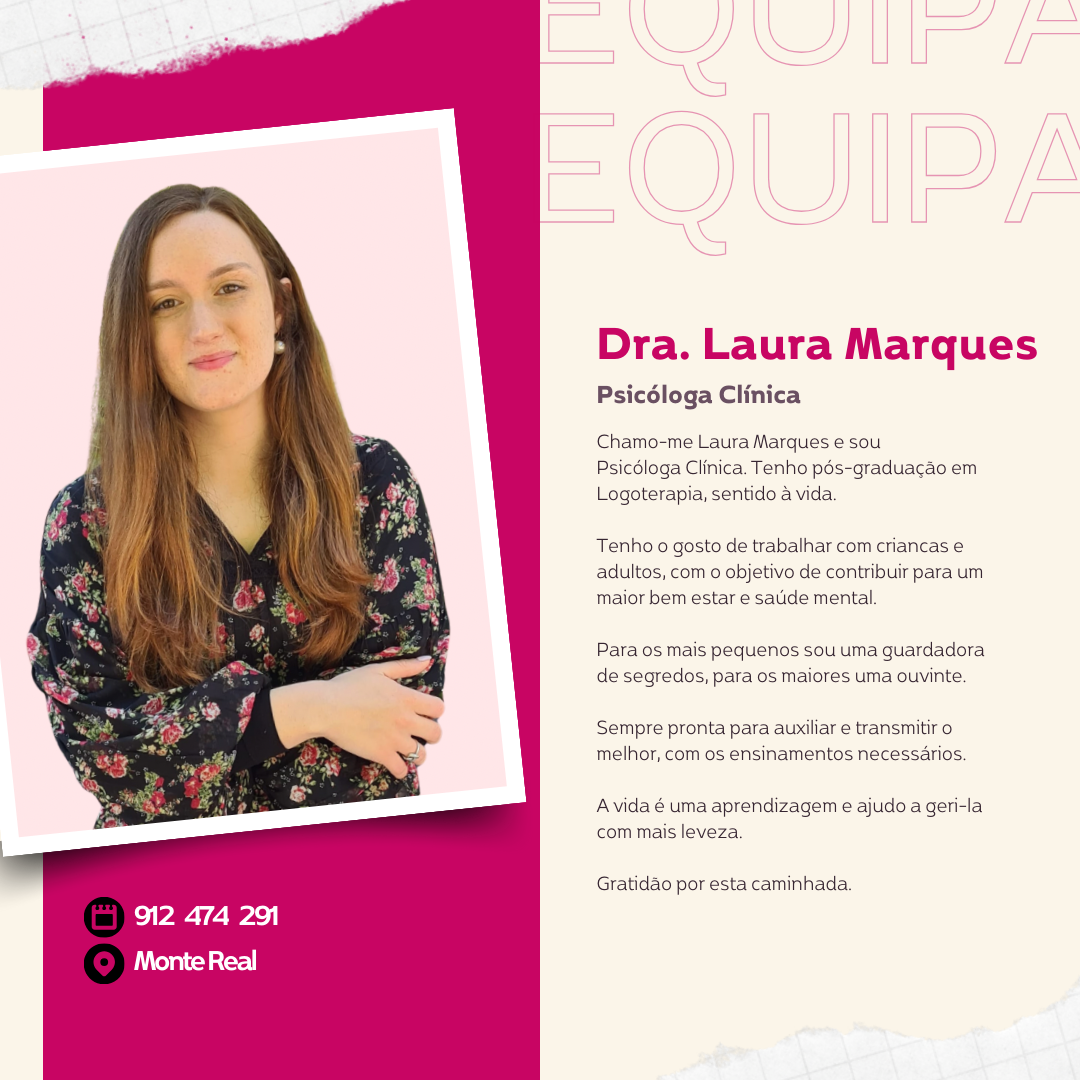 EQUIPA
EQUIPA
Dra. Laura Marques
Psicóloga Clínica
Chamo-me Laura Marques e sou
Psicóloga Clínica. Tenho pós-graduação em
Logoterapia, sentido à vida.
Tenho o gosto de trabalhar com criancas e
adultos, com o objetivo de contribuir para um
maior bem estar e saúde mental.
Para os mais pequenos sou uma guardadora
de segredos, para os maiores uma ouvinte.
Sempre pronta para auxiliar e transmitir o
melhor, com os ensinamentos necessários.
A vida é uma aprendizagem e ajudo a geri-la
com mais leveza.
Gratidão por esta caminhada.
912 474 291
Monte Real